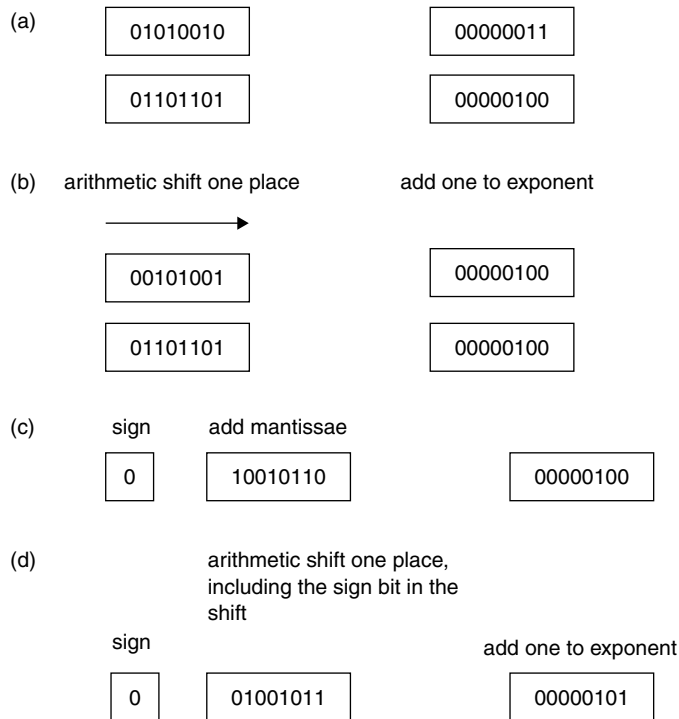 (a) 01010010 00000011
01101101 00000100
(b) arithmetic shift one place add one to exponent
00101001 00000100
01101101 00000100
(c) sign add mantissae
0 10010110 00000100
(d) arithmetic shift one place,
including the sign bit in the
shift
sign add one to exponent
0 01001011 00000101